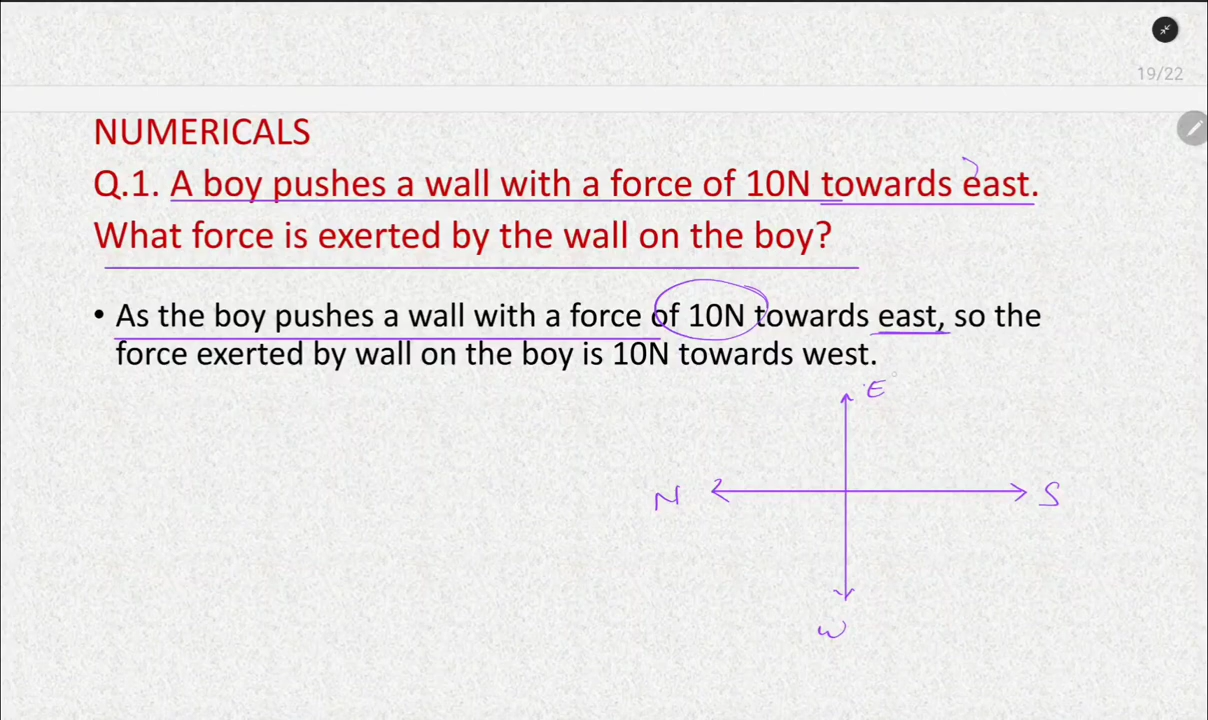 19/22
NUMERICALS
Q.1. A boy pushes a wall with a force of 10N towards east.
What force is exerted by the wall on the boy?
• As the boy pushes a wall with a force of 10N towards east, so the
force exerted by wall on the boy is 10N towards west.
E
N S
W